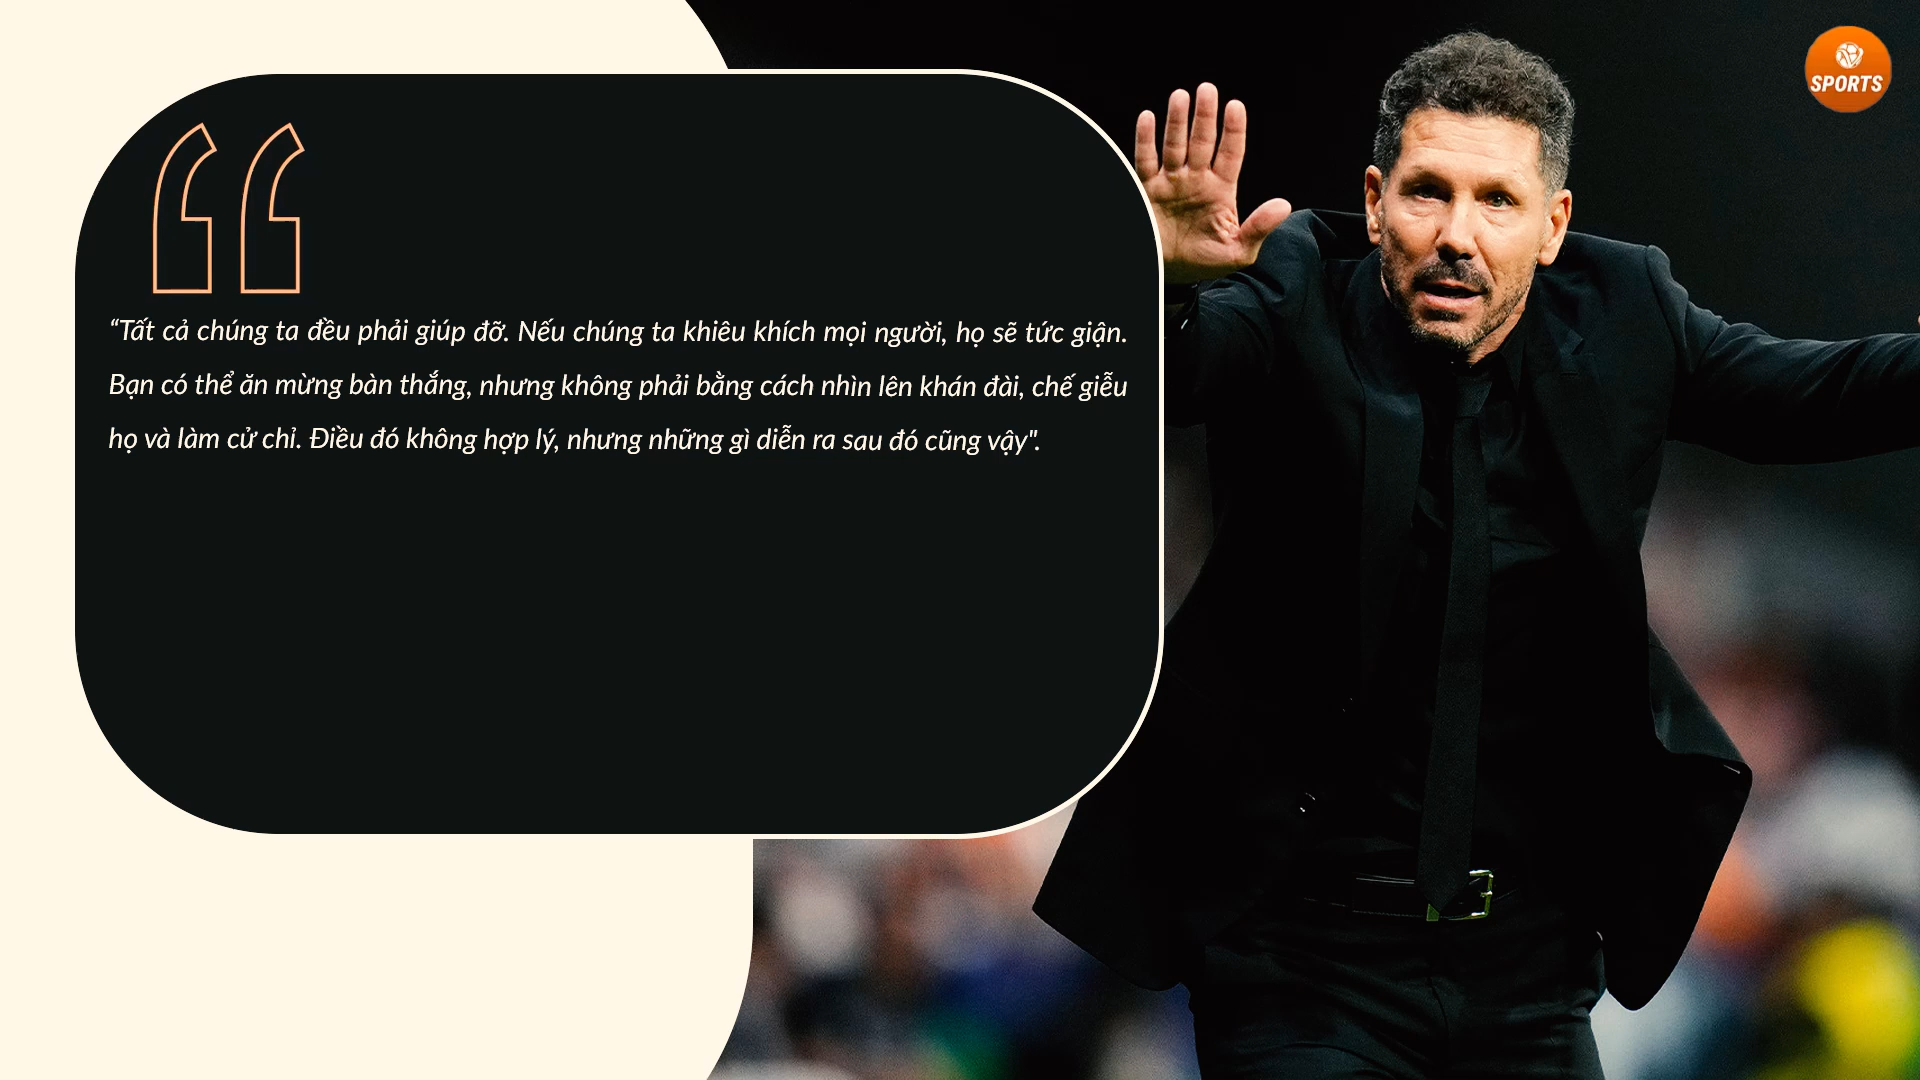 “Tất cả chúng ta đều phải giúp đỡ. Nếu chúng ta khiêu khích mọi người, họ sẽ tức giận.
Bạn có thể ăn mừng bàn thắng, nhưng không phải bằng cách nhìn lên khán đài, chế giễu
họ và làm cử chỉ. Điều đó không hợp lý, nhưng những gì diễn ra sau đó cũng vậy".
SPORTS